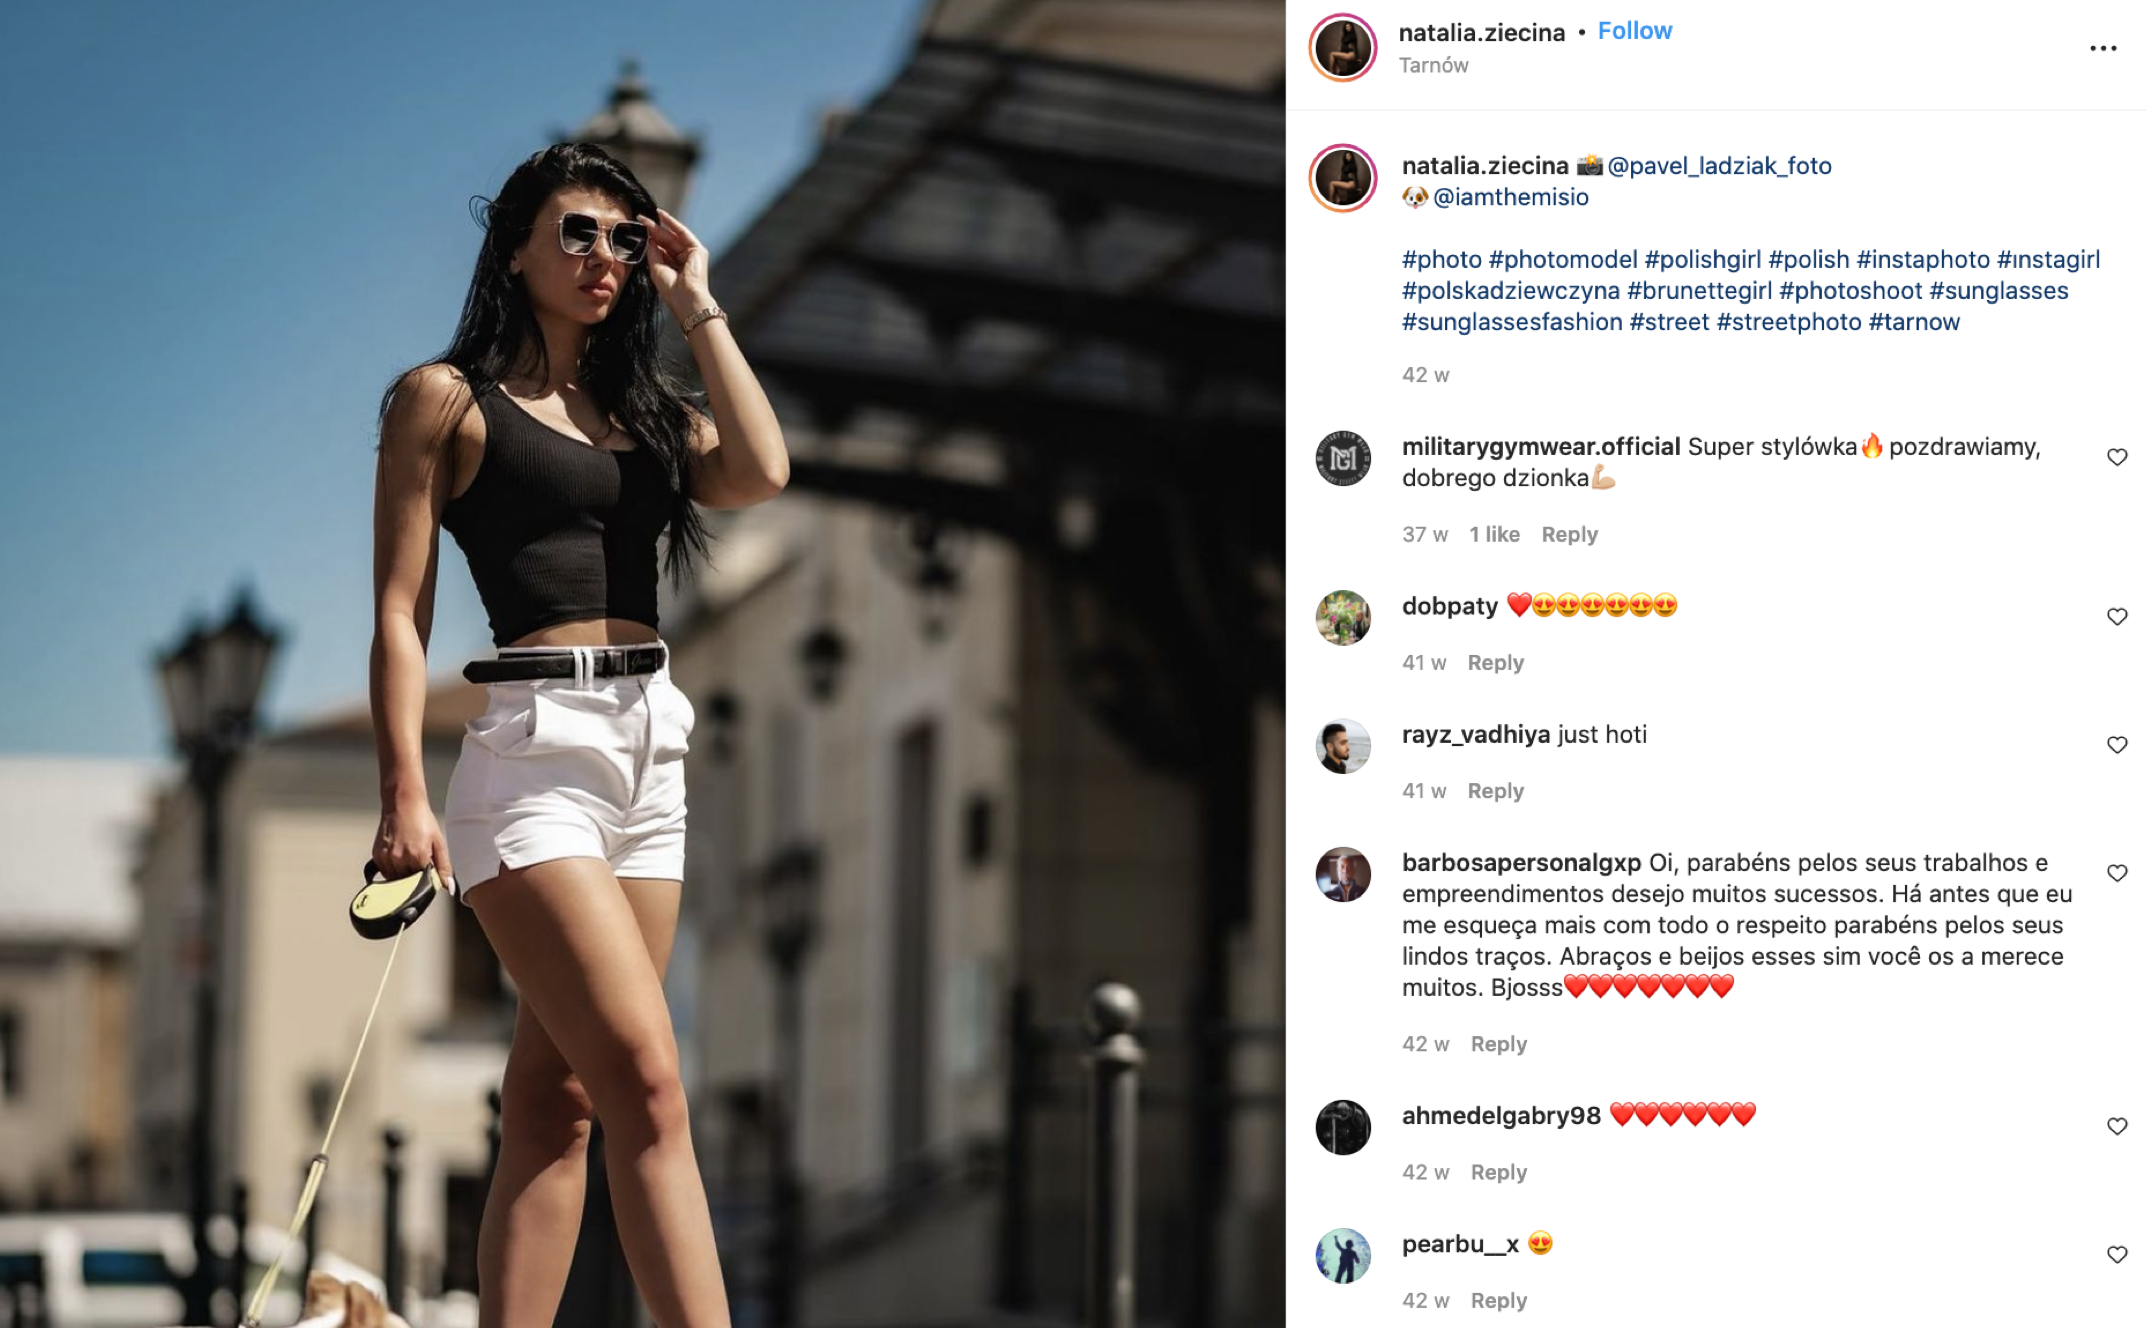 natalia.ziecina • Follow
Tarnów
natalia.ziecina 📸@pavel_ladziak_foto
🐶@iamthemisio
#photo #photomodel #polishgirl #polish #instaphoto #ınstagirl
#polskadziewczyna #brunettegirl #photoshoot #sunglasses
#sunglassesfashion #street #streetphoto #tarnow
42 w
militarygymwear.official Super stylówka🔥pozdrawiamy,
dobrego dzionka💪🏼
37 w 1 like Reply
dobpaty ❤️😍😍😍😍😍😍
41 w Reply
rayz_vadhiya just hoti
41 w Reply
barbosapersonalgxp Oi, parabéns pelos seus trabalhos e
empreendimentos desejo muitos sucessos. Há antes que eu
me esqueça mais com todo o respeito parabéns pelos seus
lindos traços. Abraços e beijos esses sim você os a merece
muitos. Bjosss❤️❤️❤️❤️❤️❤️❤️
42 w Reply
ahmedelgabry98 ❤️❤️❤️❤️❤️❤️
42 w Reply
pearbu__x 😍
42 w Reply